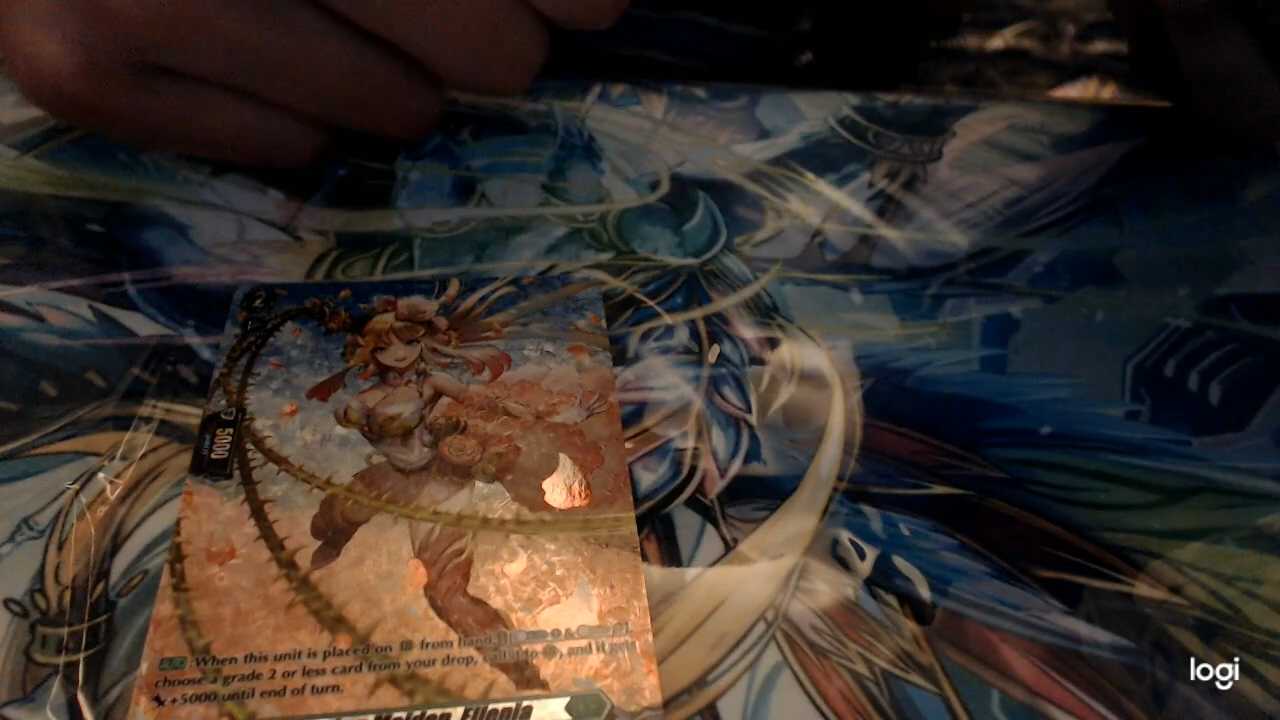 2
5000
AUTO :When this unit is placed on from hand,
choose a grade 2 or less card from your drop, call it to , and it gets
+5000 until end of turn.
Maiden, Ellenia
logi